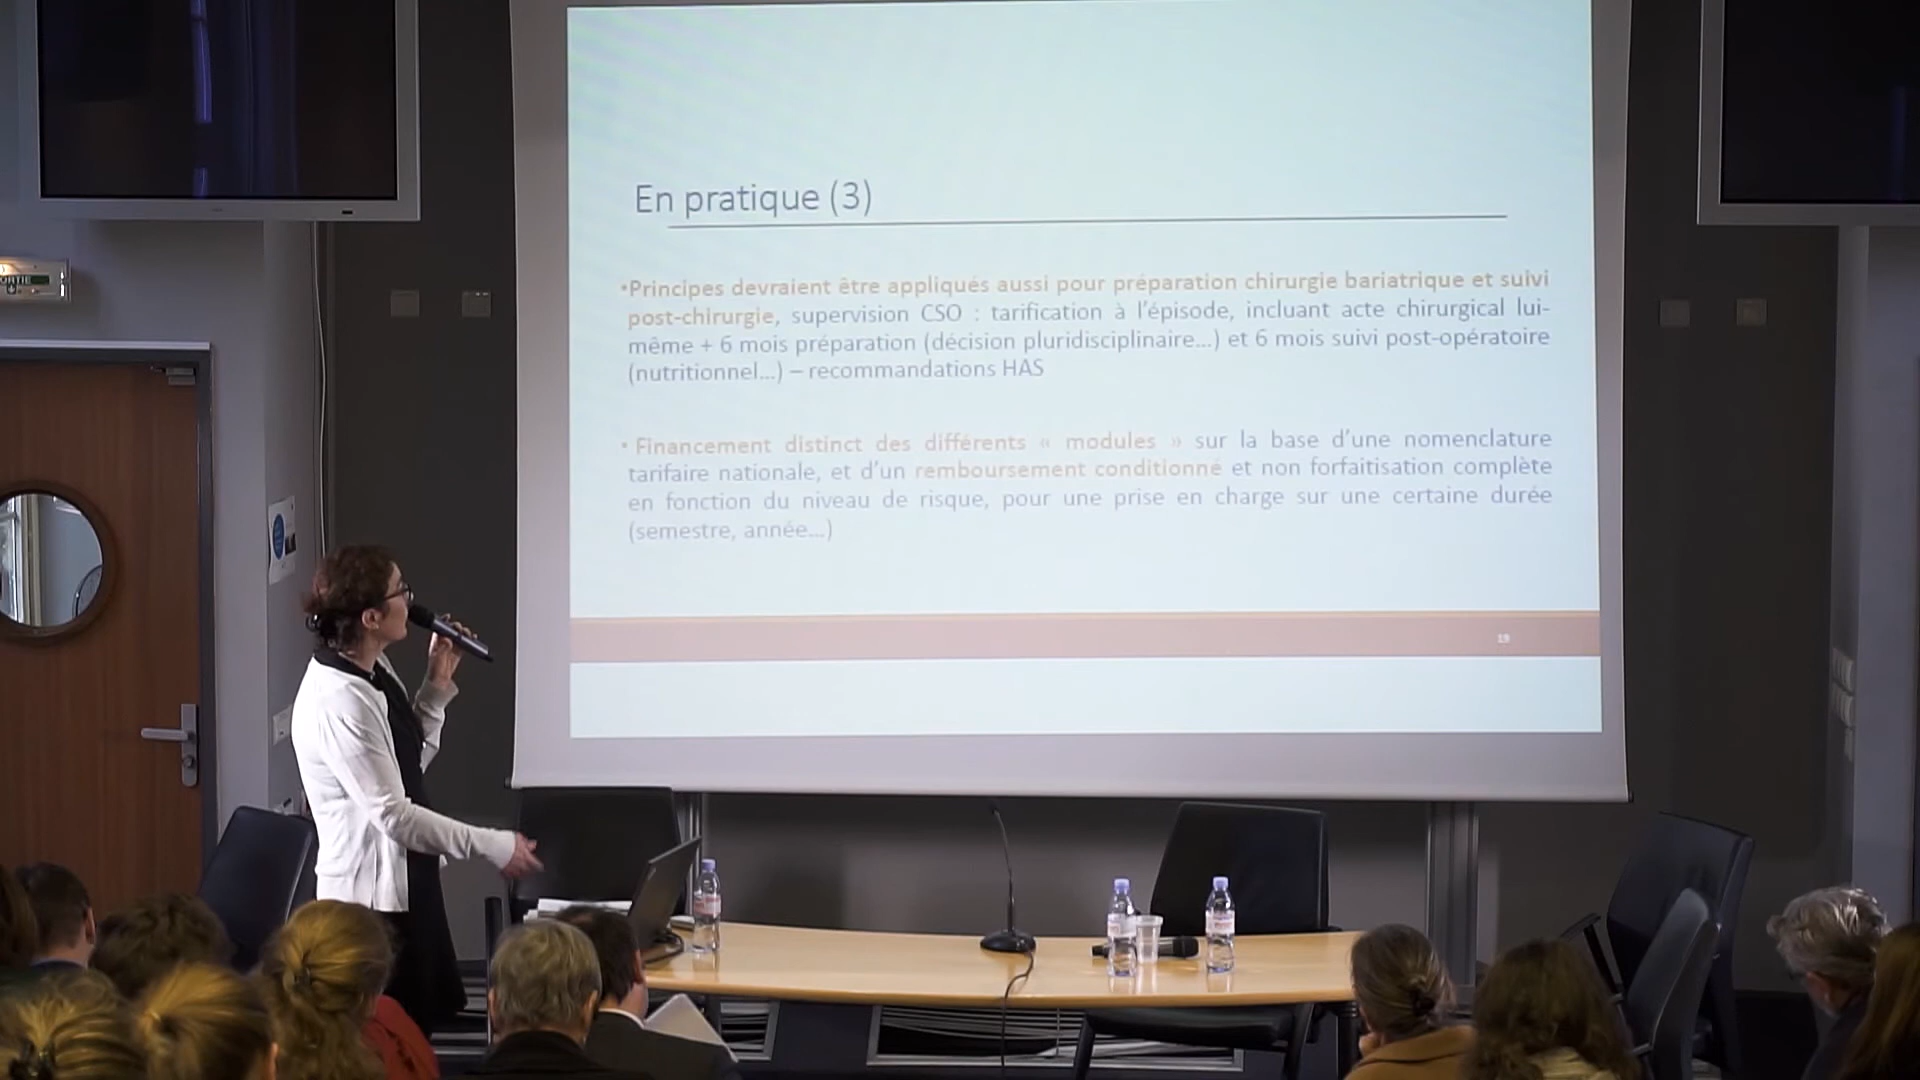 SORTIE
En pratique (3)
•Principes devraient être appliqués aussi pour préparation chirurgie bariatrique et suivi
post-chirurgie, supervision CSO : tarification à l'épisode, incluant acte chirurgical lui-
même + 6 mois préparation (décision pluridisciplinaire...) et 6 mois suivi post-opératoire
(nutritionnel...) – recommandations HAS
• Financement distinct des différents « modules » sur la base d'une nomenclature
tarifaire nationale, et d'un remboursement conditionné et non forfaitisation complète
en fonction du niveau de risque, pour une prise en charge sur une certaine durée
(semestre, année...)
19